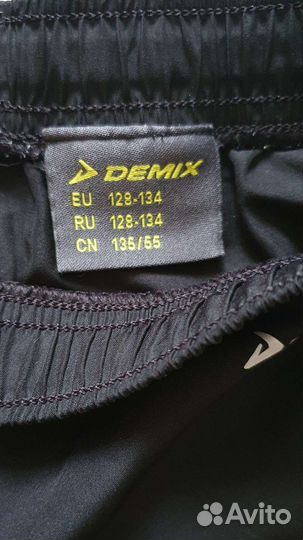 DEMIX
EU 128-134
RU 128-134
CN 135/55
Avito